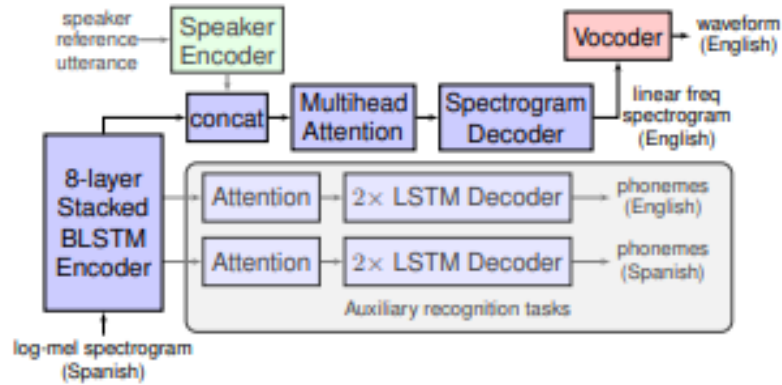 speaker
reference
utterance
Speaker
Encoder
Vocoder
waveform
(English)
concat
Multihead
Attention
Spectrogram
Decoder
linear freq
spectrogram
(English)
8-layer
Stacked
BLSTM
Encoder
Attention
2× LSTM Decoder
phonemes
(English)
Attention
2× LSTM Decoder
phonemes
(Spanish)
Auxiliary recognition tasks
log-mel spectrogram
(Spanish)